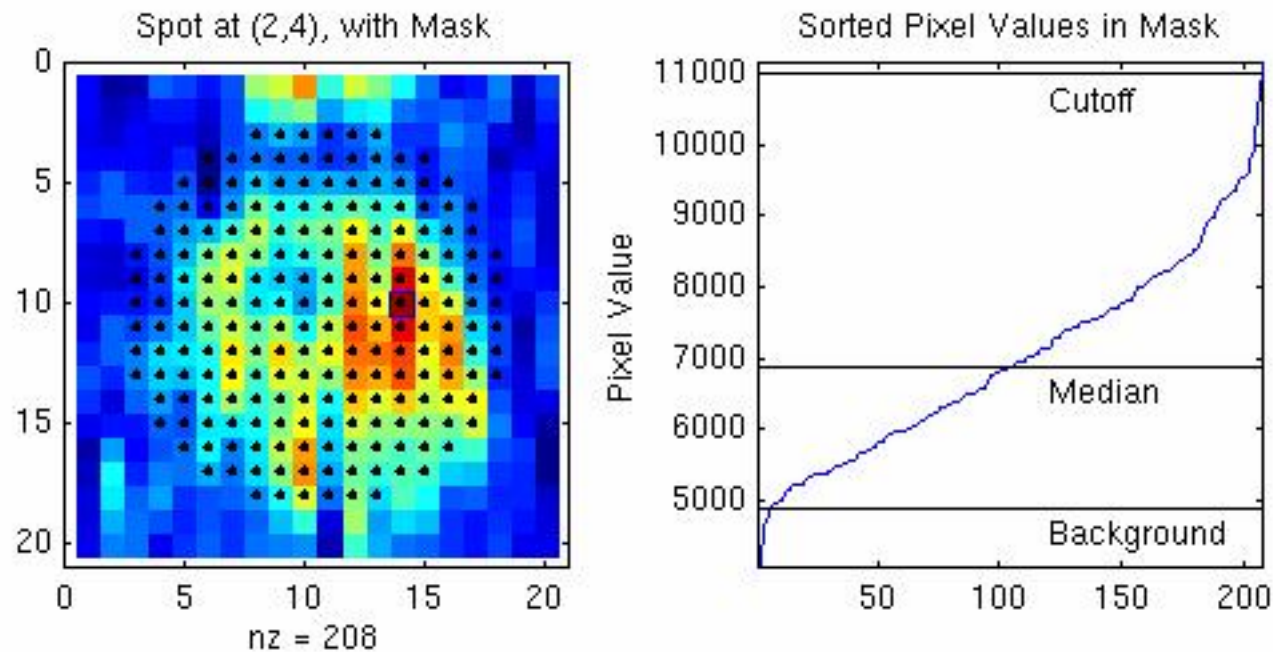 Spot at (2,4), with Mask
0
5
10
15
20
0 5 10 15 20
nz = 208
Sorted Pixel Values in Mask
Pixel Value
11000
10000
9000
8000
7000
6000
5000
Cutoff
Median
Background
50 100 150 200